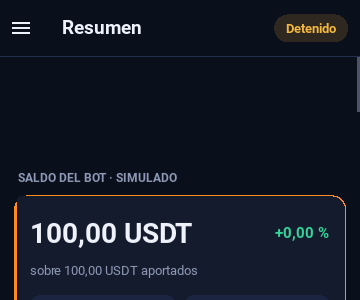 Resumen
Detenido
SALDO DEL BOT · SIMULADO
100,00 USDT
+0,00 %
sobre 100,00 USDT aportados